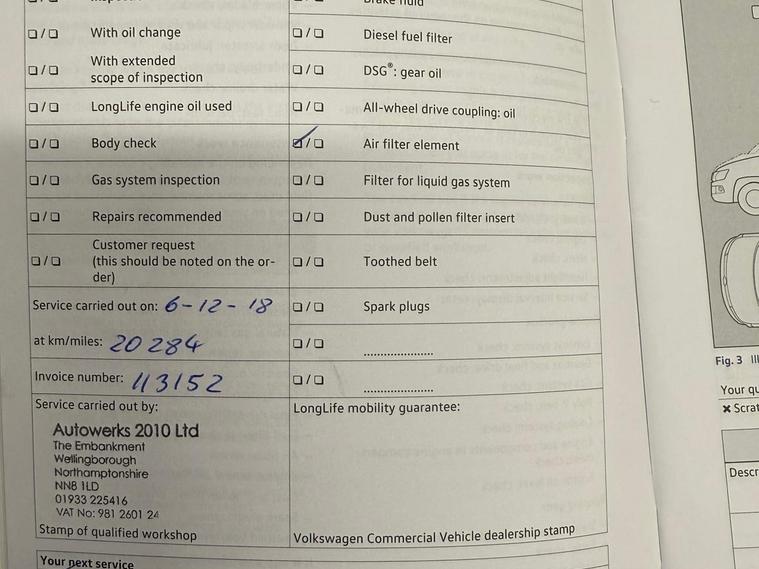 Brake fluid
☐ / ☐ With oil change
☐ / ☐ Diesel fuel filter
☐ / ☐ With extended
scope of inspection
☐ / ☐ DSG®: gear oil
☐ / ☐ LongLife engine oil used
☐ / ☐ All-wheel drive coupling: oil
☐ / ☐ Body check
☑ / ☐ Air filter element
☐ / ☐ Gas system inspection
☐ / ☐ Filter for liquid gas system
☐ / ☐ Repairs recommended
☐ / ☐ Dust and pollen filter insert
☐ / ☐ Customer request
(this should be noted on the or-
der)
☐ / ☐ Toothed belt
Service carried out on: 6-12-18
☐ / ☐ Spark plugs
at km/miles: 20284
☐ / ☐ ....................
Invoice number: 113152
☐ / ☐ ....................
Service carried out by:
Autowerks 2010 Ltd
The Embankment
Wellingborough
Northamptonshire
NN8 1LD
01933 225416
VAT No: 981 2601 24
Stamp of qualified workshop
LongLife mobility guarantee:
Volkswagen Commercial Vehicle dealership stamp
Your next service
Fig. 3
Your
Descr